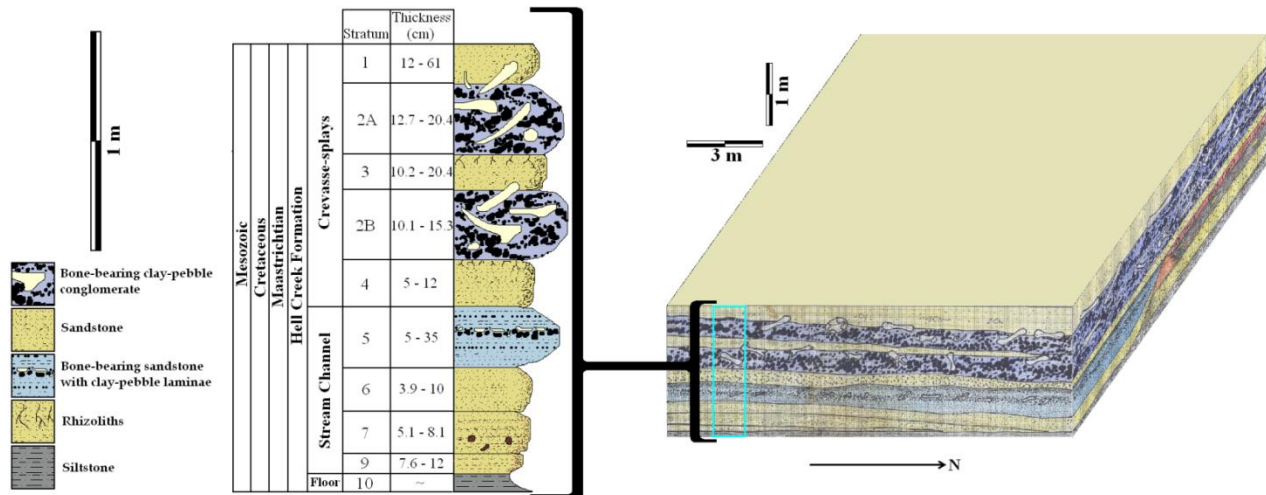 1 m
Bone-bearing clay-pebble
conglomerate
Sandstone
Bone-bearing sandstone
with clay-pebble laminae
Rhizoliths
Siltstone
Stratum
Thickness
(cm)
Mesozoic
Cretaceous
Maastrichtian
Hell Creek Formation
Crevasse-splays
Stream Channel
Floor
1 12 - 61
2A 12.7 - 20.4
3 10.2 - 20.4
2B 10.1 - 15.3
4 5 - 12
5 5 - 35
6 3.9 - 10
7 5.1 - 8.1
9 7.6 - 12
10 ~
1 m
3 m
N